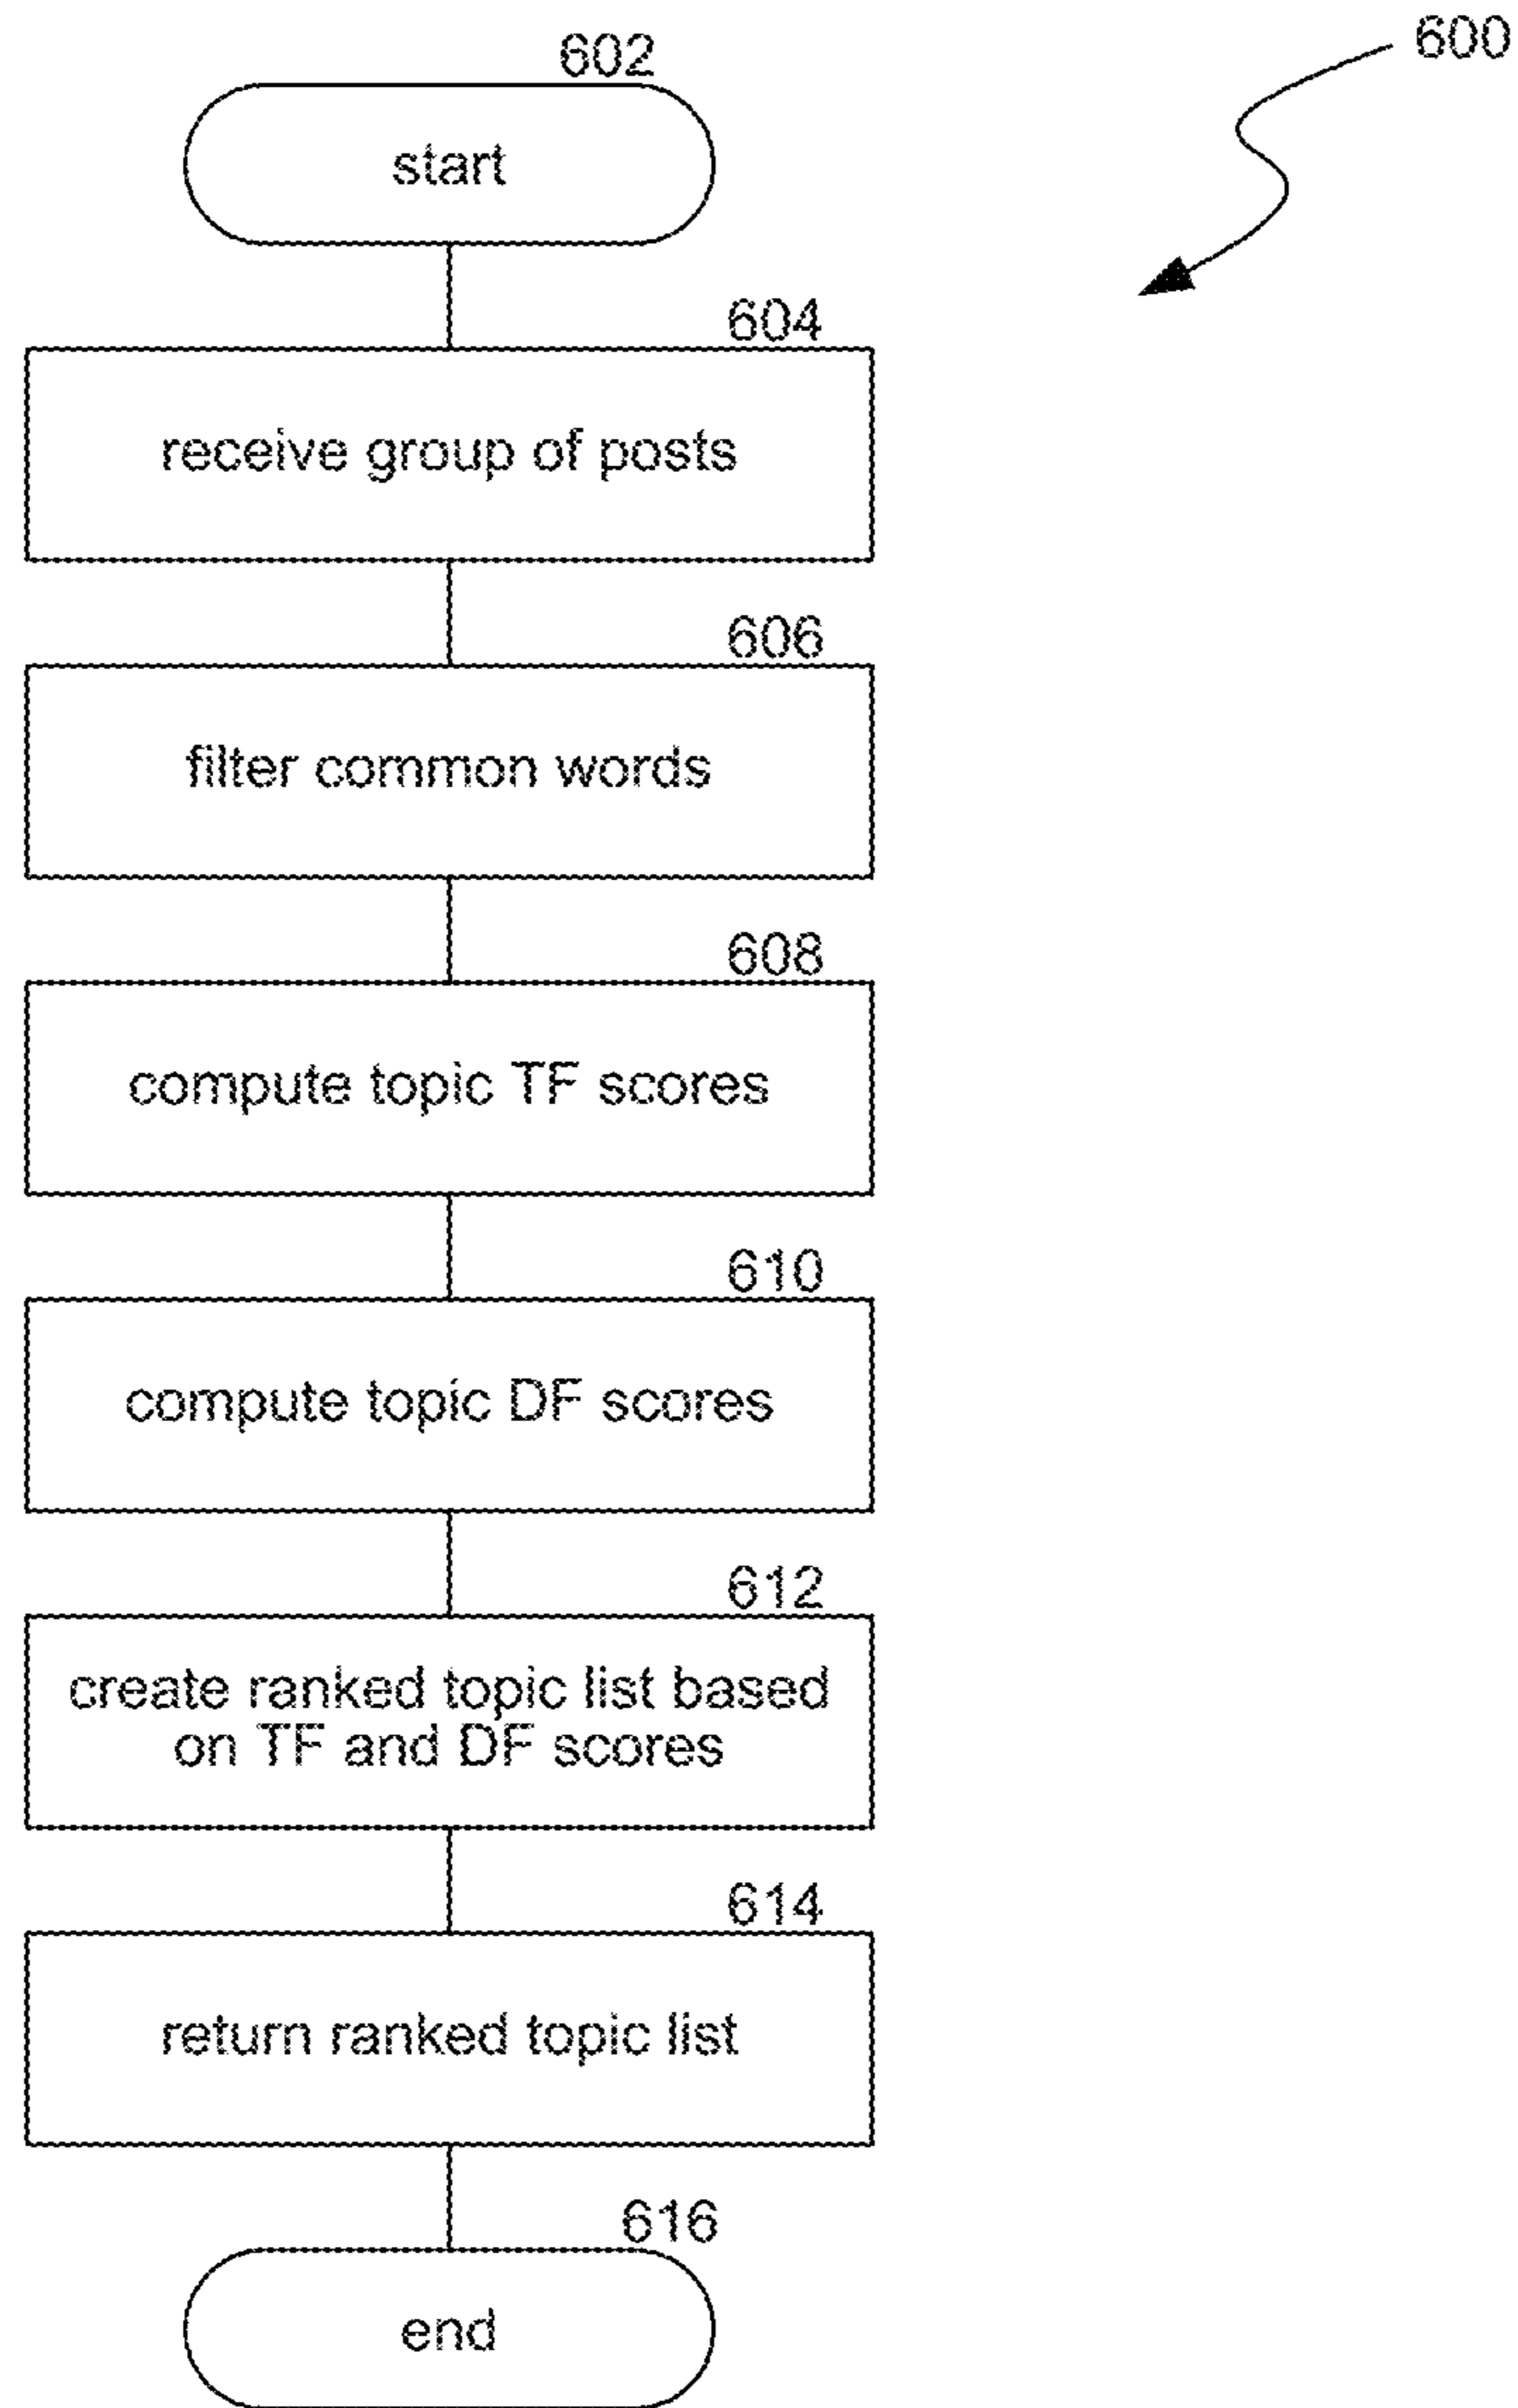 600
602
start
604
receive group of posts
606
filter common words
608
compute topic TF scores
610
compute topic DF scores
612
create ranked topic list based
on TF and DF scores
614
return ranked topic list
616
end